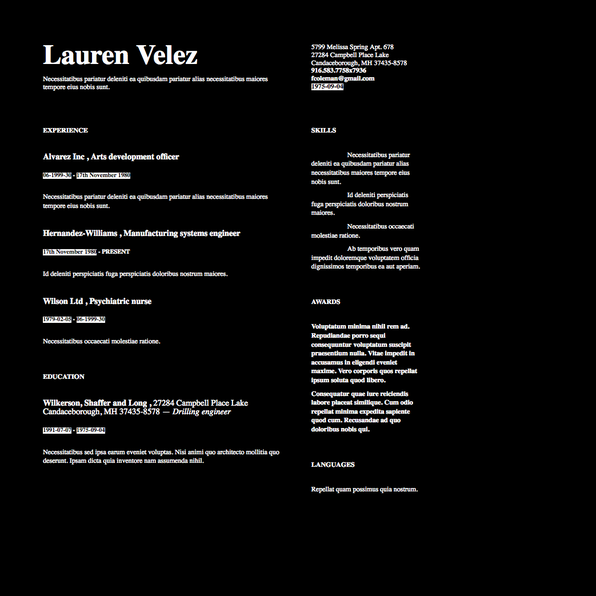 Lauren Velez
Necessitatibus pariatur deleniti ea quibusdam pariatur alias necessitatibus maiores
tempore eius nobis sunt.
5799 Melissa Spring Apt. 678
27284 Campbell Place Lake
Candaceborough, MH 37435-8578
916.583.7758x7936
fcoleman@gmail.com
1975-09-04
EXPERIENCE
Alvarez Inc , Arts development officer
06-1999-30 - 17th November 1980
Necessitatibus pariatur deleniti ea quibusdam pariatur alias necessitatibus maiores
tempore eius nobis sunt.
Hernandez-Williams , Manufacturing systems engineer
17th November 1980 - PRESENT
Id deleniti perspiciatis fuga perspiciatis doloribus nostrum maiores.
Wilson Ltd , Psychiatric nurse
1979-02-02 - 06-1999-30
Necessitatibus occaecati molestiae ratione.
EDUCATION
Wilkerson, Shaffer and Long , 27284 Campbell Place Lake
Candaceborough, MH 37435-8578 — Drilling engineer
1991-07-07 - 1975-09-04
Necessitatibus sed ipsa earum eveniet voluptas. Nisi animi quo architecto mollitia quo
deserunt. Ipsam dicta quia inventore nam assumenda nihil.
SKILLS
Necessitatibus pariatur
deleniti ea quibusdam pariatur alias
necessitatibus maiores tempore eius
nobis sunt.
Id deleniti perspiciatis
fuga perspiciatis doloribus nostrum
maiores.
Necessitatibus occaecati
molestiae ratione.
Ab temporibus vero quam
impedit doloremque voluptatem officia
dignissimos temporibus ea aut aperiam.
AWARDS
Voluptatum minima nihil rem ad.
Repudiandae porro sequi
consequuntur voluptatum suscipit
praesentium nulla. Vitae impedit in
accusamus in eligendi eveniet
maxime. Vero corporis quos repellat
ipsum soluta quod libero.
Consequatur quae iure reiciendis
labore placeat similique. Cum odio
repellat minima expedita sapiente
quod cum. Recusandae ad quo
doloribus nobis qui.
LANGUAGES
Repellat quam possimus quia nostrum.